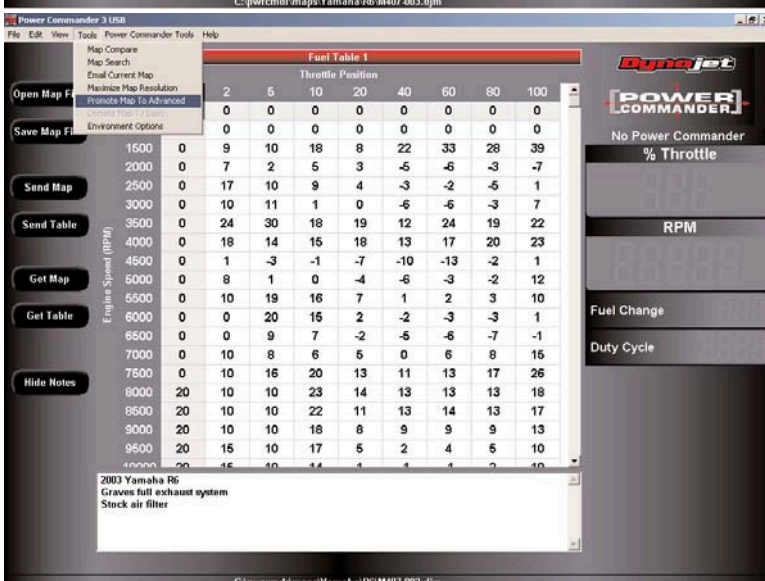 C:\pwrcmdr\maps\Yamaha\R6\M407-003.djm
Power Commander 3 USB
File Edit View Tools Power Commander Tools Help
Map Compare
Map Search
Email Current Map
Maximize Map Resolution
Promote Map To Advanced
Demote Map To Basic
Environment Options
Open Map Fi
Save Map Fi
Send Map
Send Table
Get Map
Get Table
Hide Notes
Fuel Table 1
Throttle Position
2 5 10 20 40 60 80 100
Engine Speed (RPM)
0 0 0 0 0 0 0 0
0 0 0 0 0 0 0 0
1500 0 9 10 18 8 22 33 28 39
2000 0 7 2 5 3 -5 -6 -3 -7
2500 0 17 10 9 4 -3 -2 -5 1
3000 0 10 11 1 0 -6 -6 -3 7
3500 0 24 30 18 19 12 24 19 22
4000 0 18 14 15 18 13 17 20 23
4500 0 1 -3 -1 -7 -10 -13 -2 1
5000 0 8 1 0 -4 -6 -3 -2 12
5500 0 10 19 16 7 1 2 3 10
6000 0 0 20 15 2 -2 -3 -3 1
6500 0 0 9 7 -2 -5 -6 -7 -1
7000 0 10 8 6 5 0 6 8 15
7500 0 10 16 20 13 11 13 17 26
8000 20 10 10 23 14 13 13 13 18
8500 20 10 10 22 11 13 14 13 17
9000 20 10 10 18 8 9 9 9 13
9500 20 15 10 17 5 2 4 5 10
2003 Yamaha R6
Graves full exhaust system
Stock air filter
Dynojet
POWER
COMMANDER
No Power Commander
% Throttle
RPM
Fuel Change
Duty Cycle